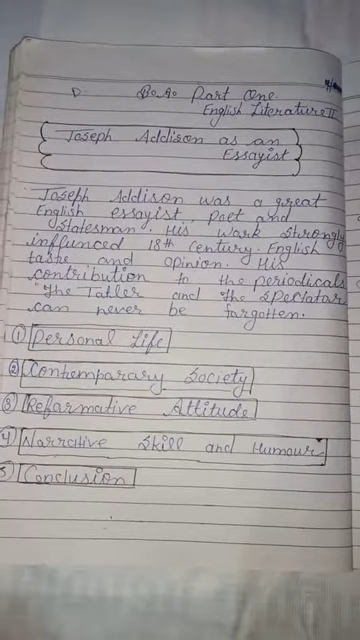 B.A. Part One.
English Literature II
Joseph Addison as an
Essayist
Joseph Addison was a great
English essayist, poet and
Statesman. His work strongly
influnced 18th Century. English
taste and opinion. His
contribution to the periodicals
"The Tatler and the Spectator
can never be forgotten.
① Personal Life
② Contemparary Society
③ Reformative Attitude
④ Narrative Skill and Humour
⑤ Conclusion